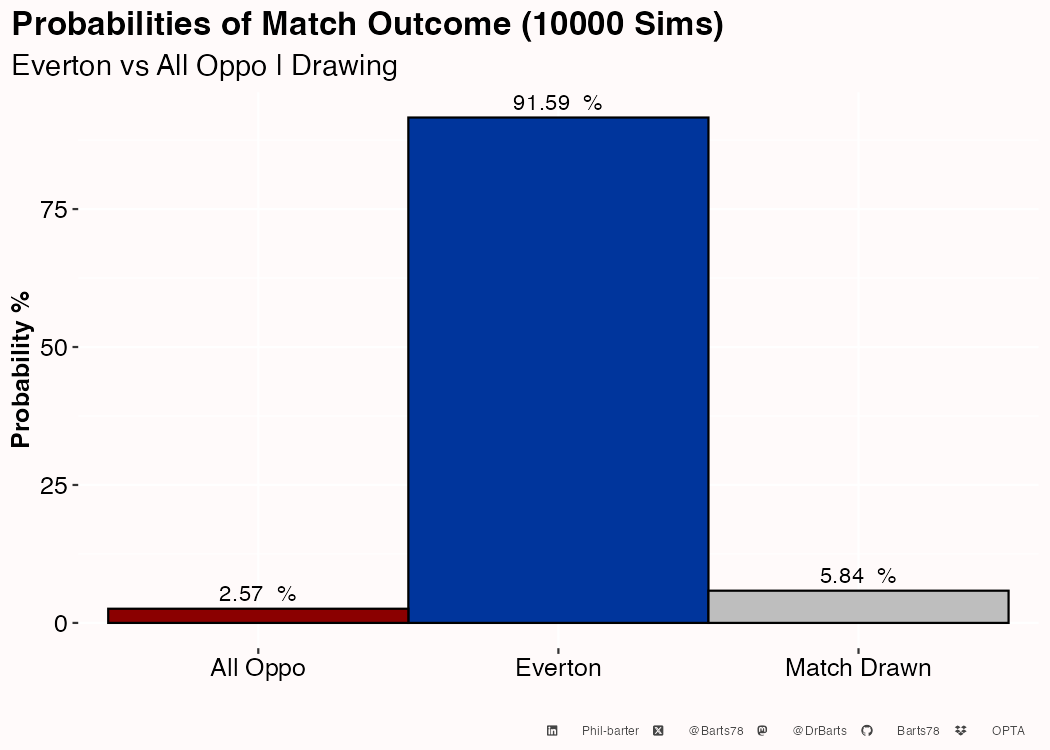 Probabilities of Match Outcome (10000 Sims)
Everton vs All Oppo | Drawing
Probability %
75
50
25
0
2.57 %
91.59 %
5.84 %
All Oppo
Everton
Match Drawn
Phil-barter @Barts78 @DrBarts Barts78 OPTA